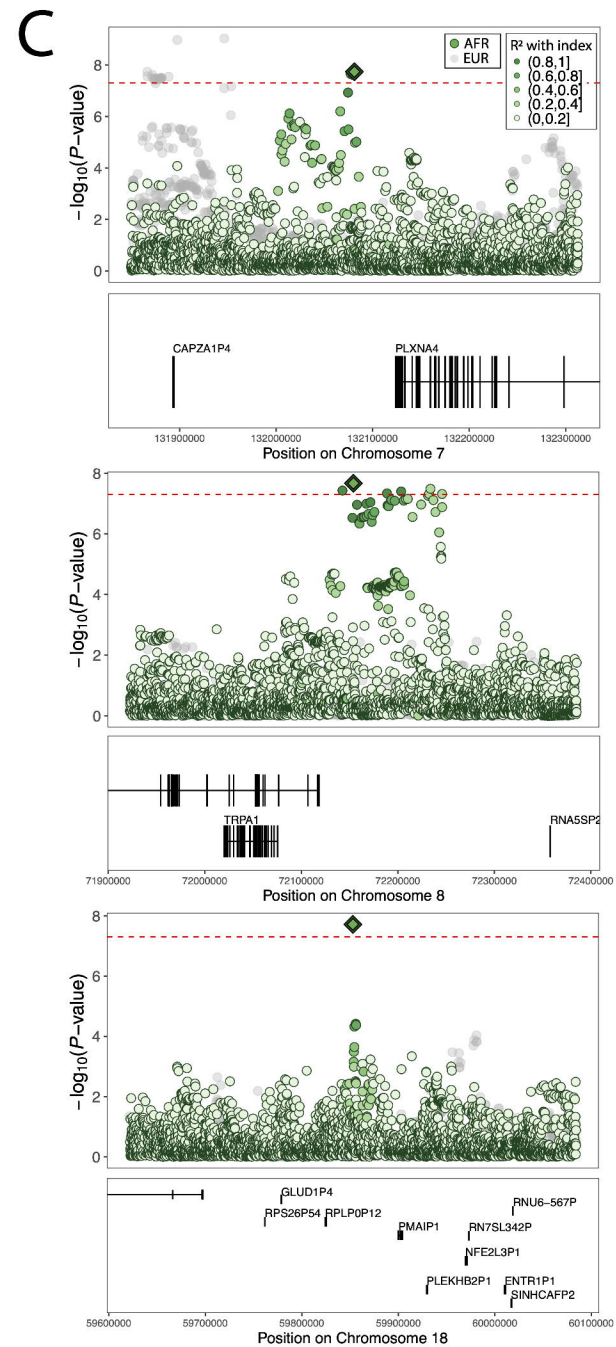 C
AFR
EUR
R² with index
(0.8,1]
(0.6,0.8]
(0.4,0.6]
(0.2,0.4]
(0,0.2]
8
6
4
2
0
−log10(P−value)
CAPZA1P4
PLXNA4
131900000 132000000 132100000 132200000 132300000
Position on Chromosome 7
8
6
4
2
0
−log10(P−value)
TRPA1
RNA5SP2
71900000 72000000 72100000 72200000 72300000 72400000
Position on Chromosome 8
8
6
4
2
0
−log10(P−value)
GLUD1P4
RNU6−567P
RPS26P54
RPLP0P12
PMAIP1
RN7SL342P
NFE2L3P1
PLEKHB2P1
ENTR1P1
SINHCAFP2
59600000 59700000 59800000 59900000 60000000 60100000
Position on Chromosome 18